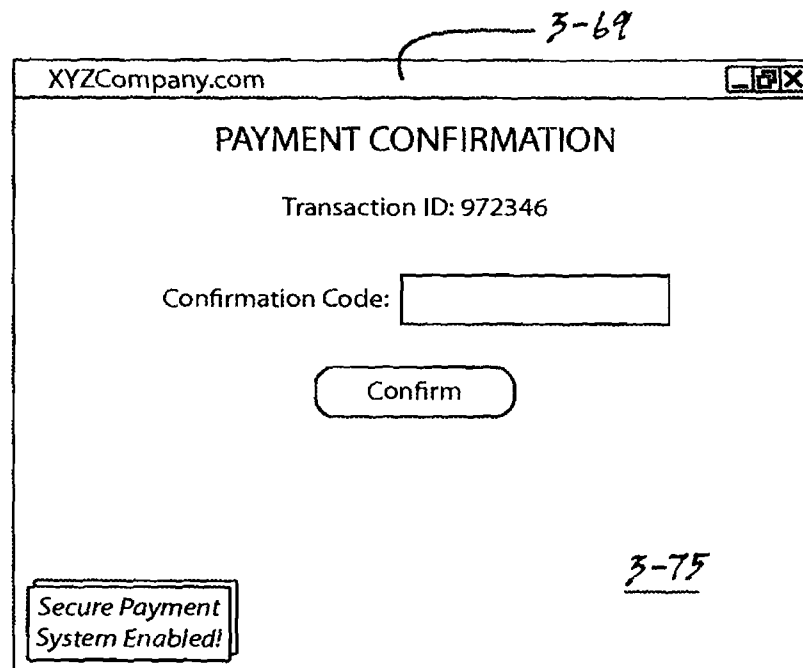 3-69
XYZCompany.com
PAYMENT CONFIRMATION
Transaction ID: 972346
Confirmation Code:
Confirm
3-75
Secure Payment
System Enabled!